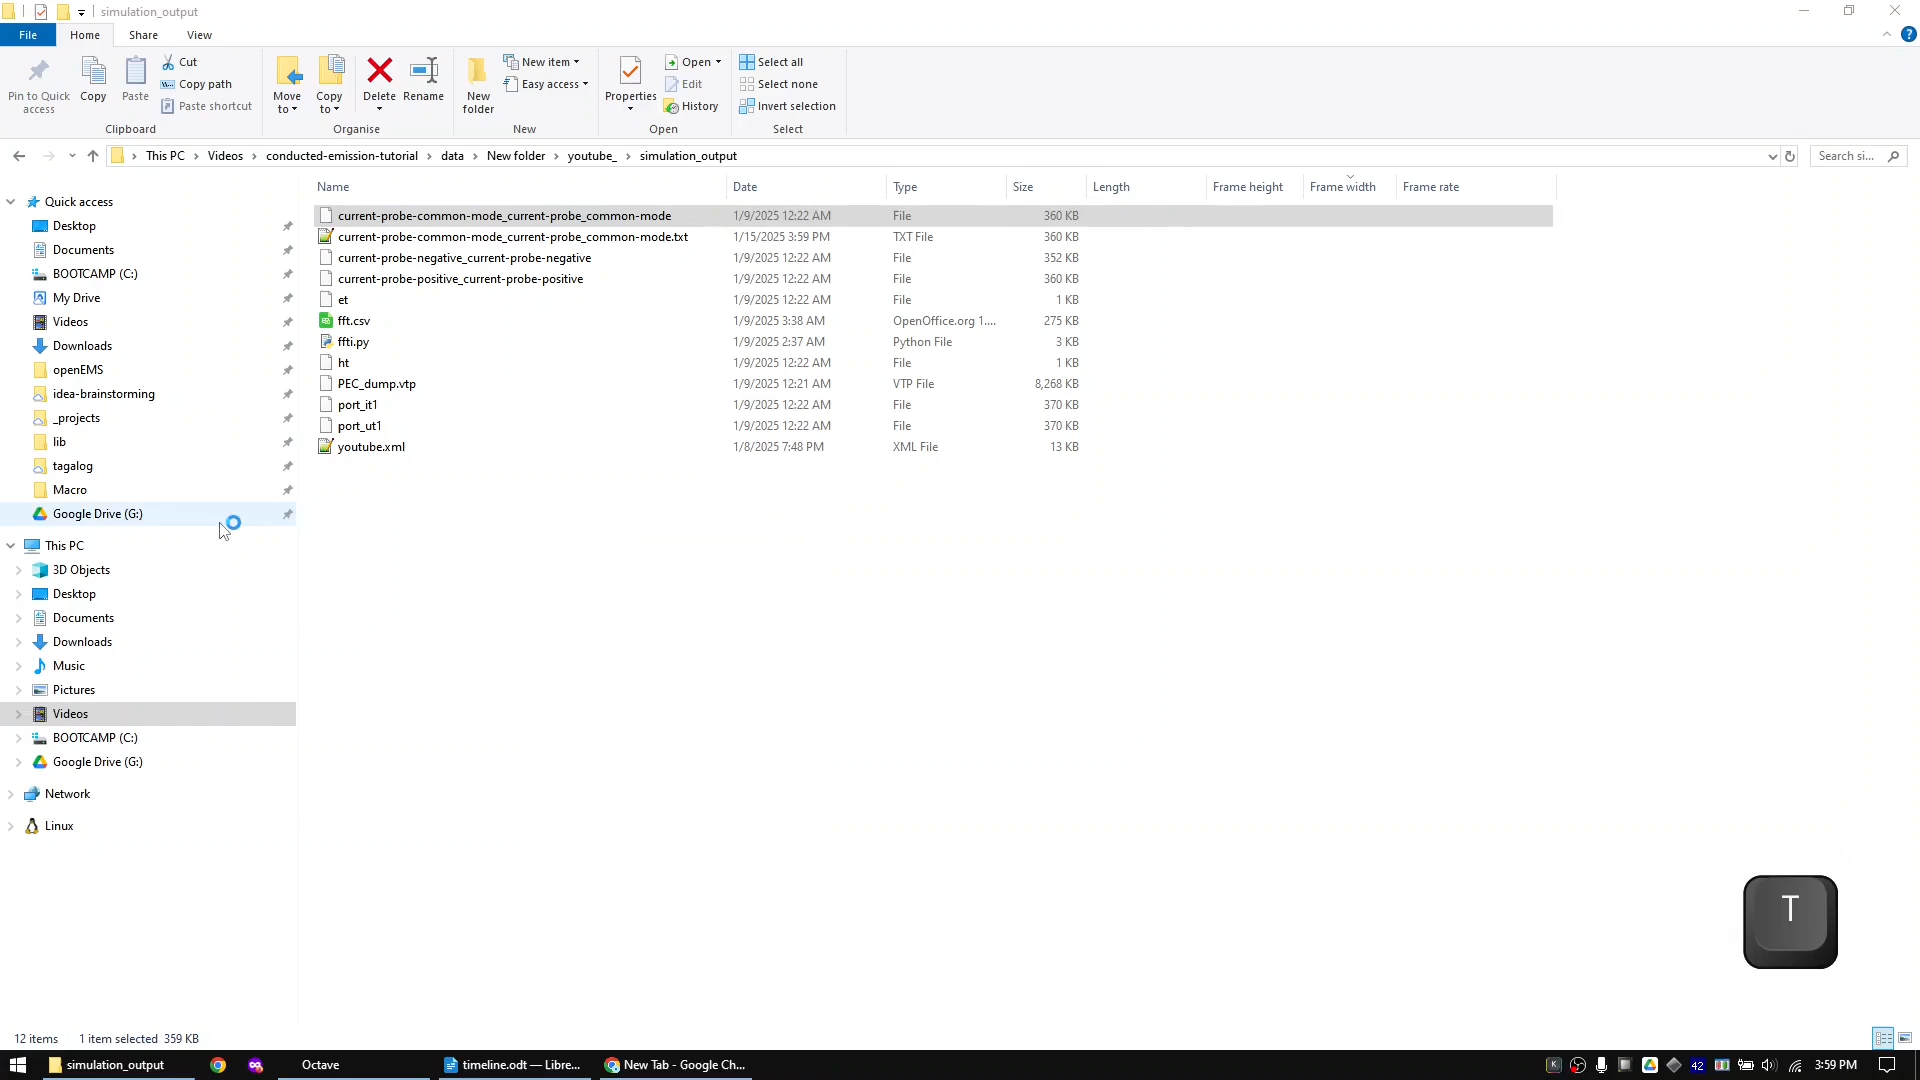 simulation_output
File Home Share View
Pin to Quick access
Copy
Paste
Cut
Copy path
Paste shortcut
Clipboard
Move to
Copy to
Delete
Rename
Organise
New folder
New item
Easy access
New
Properties
Open
Edit
History
Open
Select all
Select none
Invert selection
Select
This PC > Videos > conducted-emission-tutorial > data > New folder > youtube_ > simulation_output
Search si...
Name Date Type Size Length Frame height Frame width Frame rate
current-probe-common-mode_current-probe_common-mode 1/9/2025 12:22 AM File 360 KB
current-probe-common-mode_current-probe_common-mode.txt 1/15/2025 3:59 PM TXT File 360 KB
current-probe-negative_current-probe-negative 1/9/2025 12:22 AM File 352 KB
current-probe-positive_current-probe-positive 1/9/2025 12:22 AM File 360 KB
et 1/9/2025 12:22 AM File 1 KB
fft.csv 1/9/2025 3:38 AM OpenOffice.org 1.... 275 KB
ffti.py 1/9/2025 2:37 AM Python File 3 KB
ht 1/9/2025 12:22 AM File 1 KB
PEC_dump.vtp 1/9/2025 12:21 AM VTP File 8,268 KB
port_it1 1/9/2025 12:22 AM File 370 KB
port_ut1 1/9/2025 12:22 AM File 370 KB
youtube.xml 1/8/2025 7:48 PM XML File 13 KB
Quick access
Desktop
Documents
BOOTCAMP (C:)
My Drive
Videos
Downloads
openEMS
idea-brainstorming
_projects
lib
tagalog
Macro
Google Drive (G:)
This PC
3D Objects
Desktop
Documents
Downloads
Music
Pictures
Videos
BOOTCAMP (C:)
Google Drive (G:)
Network
Linux
T
12 items 1 item selected 359 KB
simulation_output
Octave
timeline.odt — Libre...
New Tab - Google Ch...
42
3:59 PM